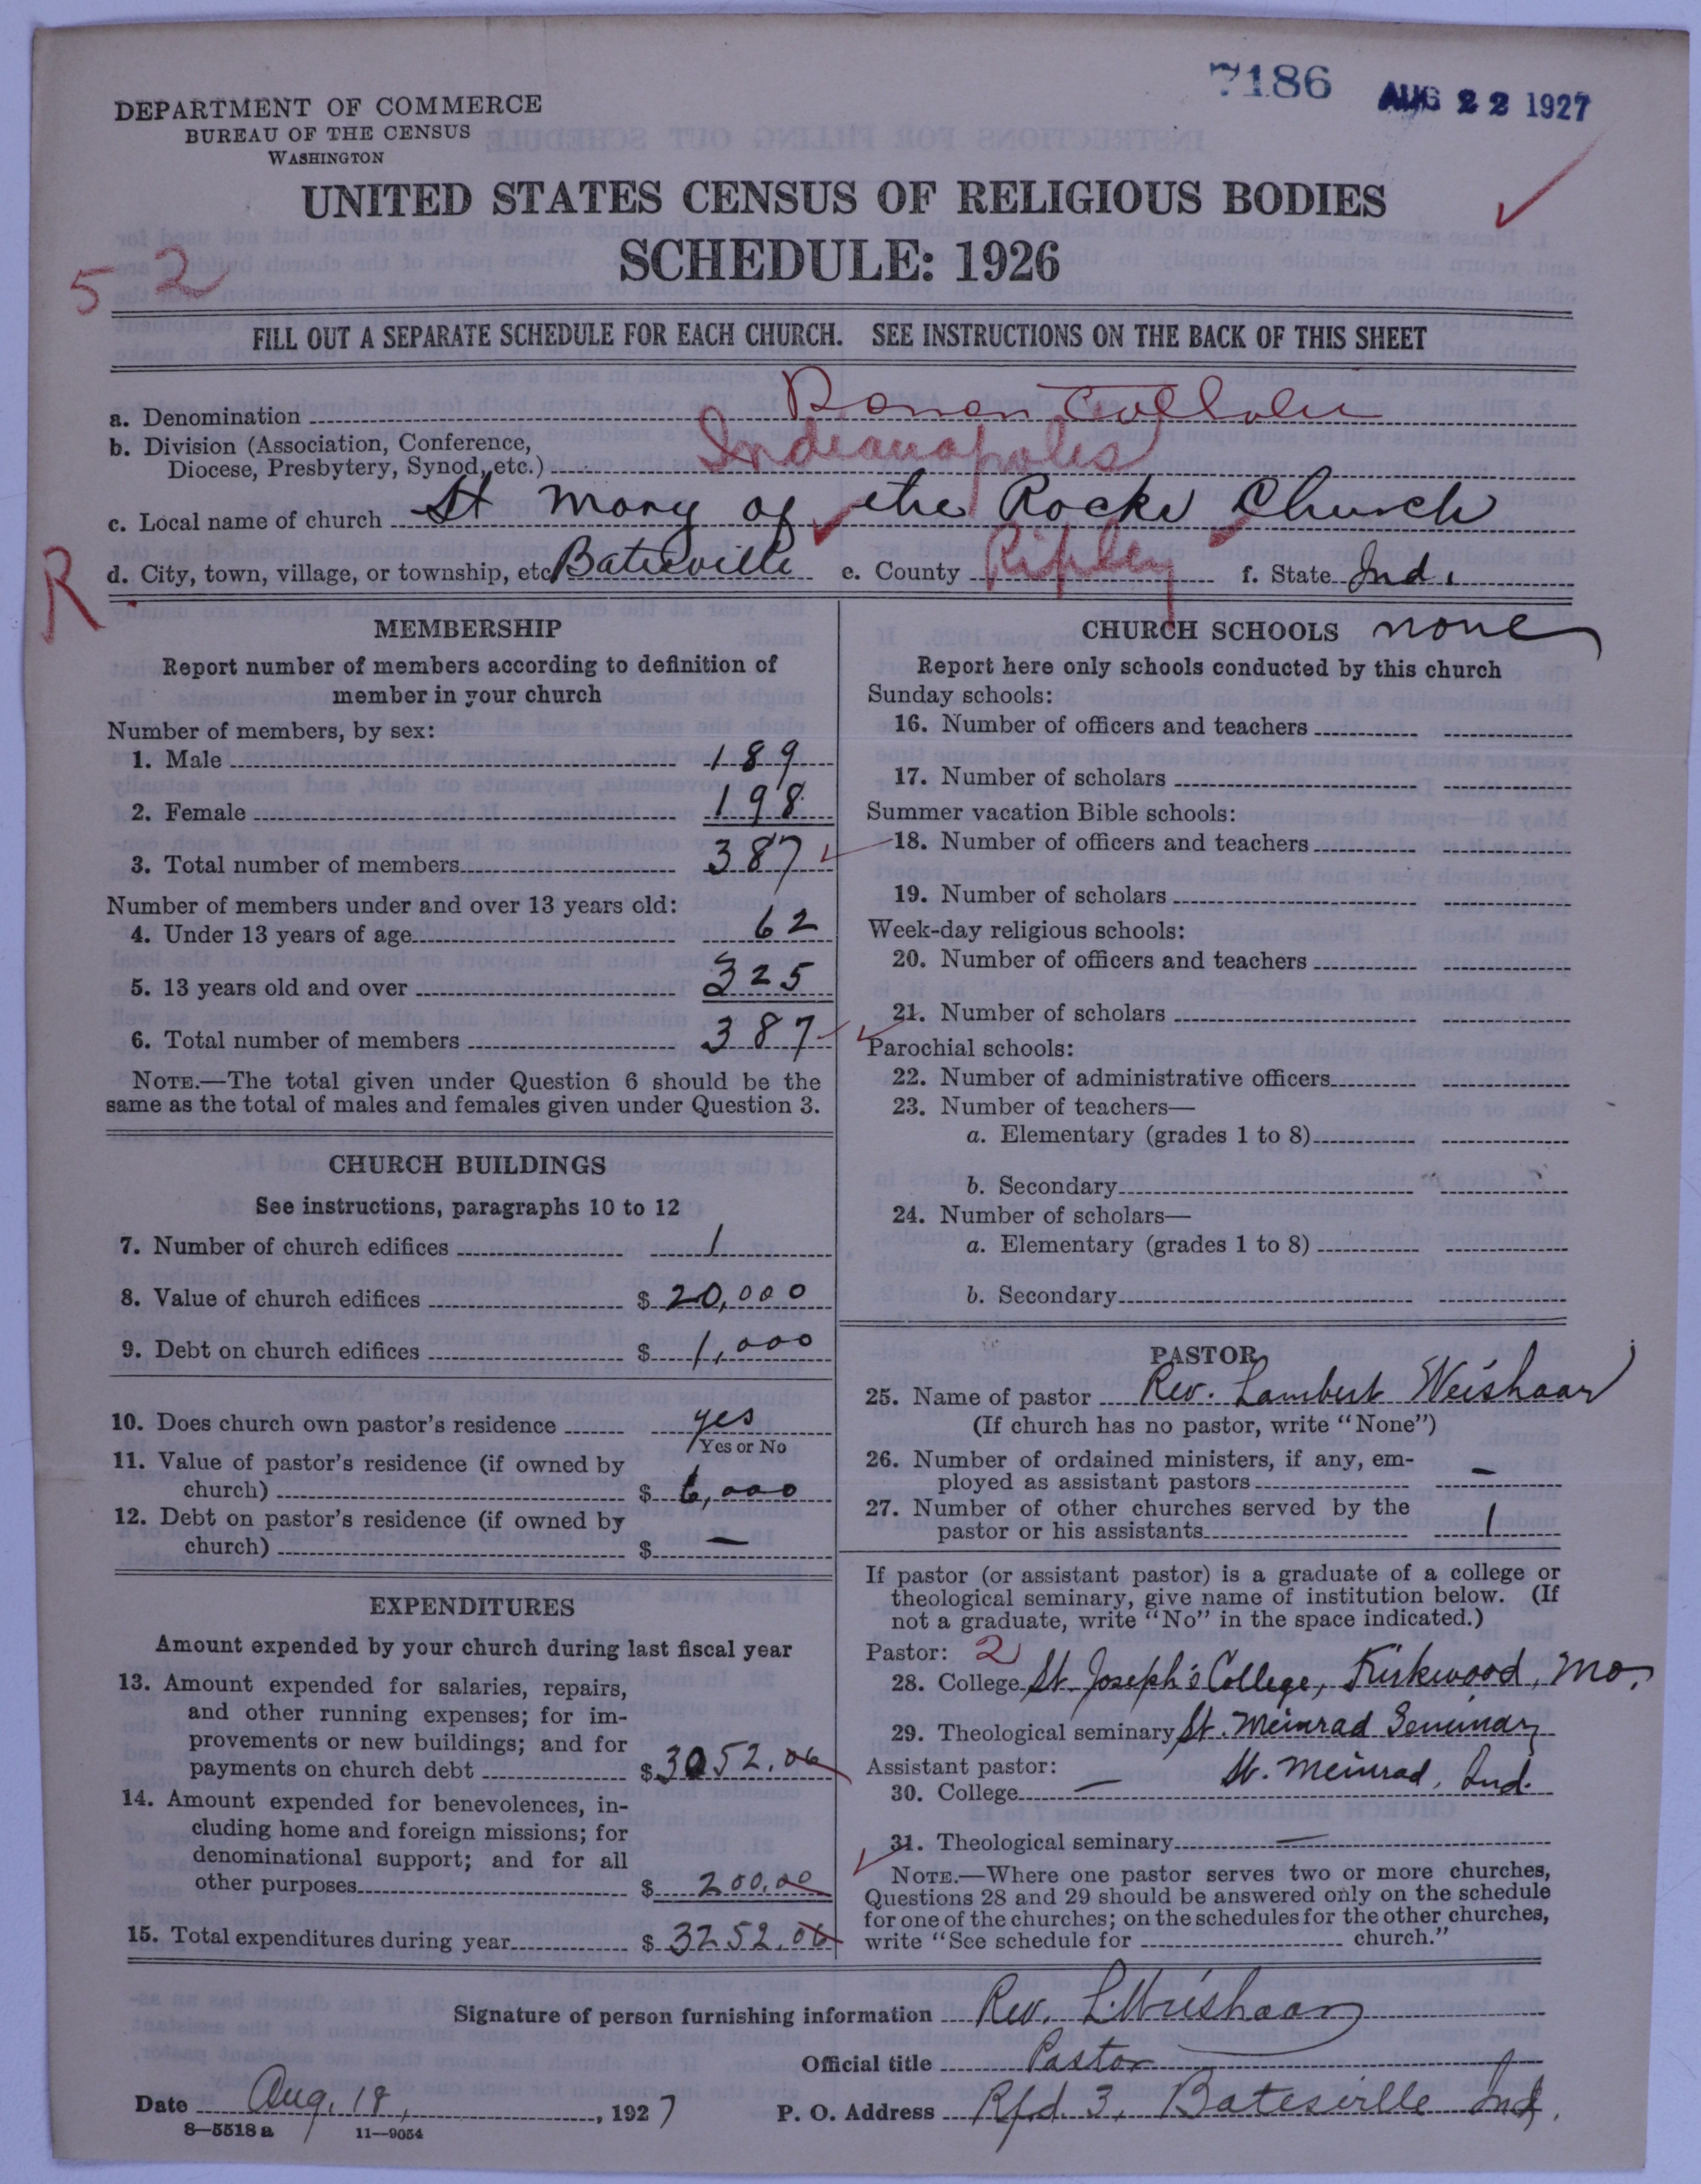 7186 AUG 22 1927
DEPARTMENT OF COMMERCE
BUREAU OF THE CENSUS
WASHINGTON
UNITED STATES CENSUS OF RELIGIOUS BODIES
SCHEDULE: 1926
52
FILL OUT A SEPARATE SCHEDULE FOR EACH CHURCH. SEE INSTRUCTIONS ON THE BACK OF THIS SHEET
a. Denomination Roman Catholic
b. Division (Association, Conference,
Diocese, Presbytery, Synod, etc.) Indianapolis
c. Local name of church St Mary of the Rocks Church
R
d. City, town, village, or township, etc. Batesville e. County Ripley f. State Ind.
MEMBERSHIP
Report number of members according to definition of
member in your church
Number of members, by sex:
1. Male 189
2. Female 198
3. Total number of members 387
Number of members under and over 13 years old:
4. Under 13 years of age 62
5. 13 years old and over 325
6. Total number of members 387
NOTE.—The total given under Question 6 should be the
same as the total of males and females given under Question 3.
CHURCH BUILDINGS
See instructions, paragraphs 10 to 12
7. Number of church edifices 1
8. Value of church edifices $ 20,000
9. Debt on church edifices $ 1,000
10. Does church own pastor's residence yes
Yes or No
11. Value of pastor's residence (if owned by
church) $ 6,000
12. Debt on pastor's residence (if owned by
church) $ —
EXPENDITURES
Amount expended by your church during last fiscal year
13. Amount expended for salaries, repairs,
and other running expenses; for im-
provements or new buildings; and for
payments on church debt $ 3052.06
14. Amount expended for benevolences, in-
cluding home and foreign missions; for
denominational support; and for all
other purposes $ 200.00
15. Total expenditures during year $ 3252.06
CHURCH SCHOOLS none
Report here only schools conducted by this church
Sunday schools:
16. Number of officers and teachers
17. Number of scholars
Summer vacation Bible schools:
18. Number of officers and teachers
19. Number of scholars
Week-day religious schools:
20. Number of officers and teachers
21. Number of scholars
Parochial schools:
22. Number of administrative officers
23. Number of teachers—
a. Elementary (grades 1 to 8)
b. Secondary
24. Number of scholars—
a. Elementary (grades 1 to 8)
b. Secondary
PASTOR
25. Name of pastor Rev. Lambert Weishaar
(If church has no pastor, write "None")
26. Number of ordained ministers, if any, em-
ployed as assistant pastors —
27. Number of other churches served by the
pastor or his assistants 1
If pastor (or assistant pastor) is a graduate of a college or
theological seminary, give name of institution below. (If
not a graduate, write "No" in the space indicated.)
Pastor: 2
28. College St. Joseph's College, Kirkwood, Mo.
29. Theological seminary St. Meinrad Seminary
Assistant pastor: St. Meinrad, Ind.
30. College —
31. Theological seminary —
NOTE.—Where one pastor serves two or more churches,
Questions 28 and 29 should be answered only on the schedule
for one of the churches; on the schedules for the other churches,
write "See schedule for church."
Signature of person furnishing information Rev. L. Weishaar
Official title Pastor
Date Aug. 18, 1927 P. O. Address Rfd. 3, Batesville Ind.
8—5518a 11—9054